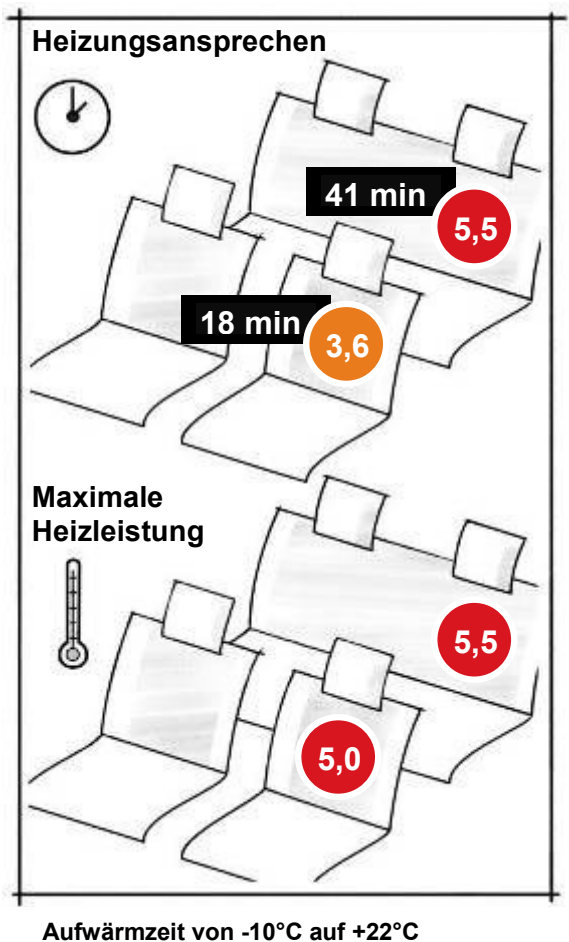 Heizungsansprechen
41 min
5,5
18 min
3,6
Maximale
Heizleistung
5,5
5,0
Aufwärmzeit von -10°C auf +22°C